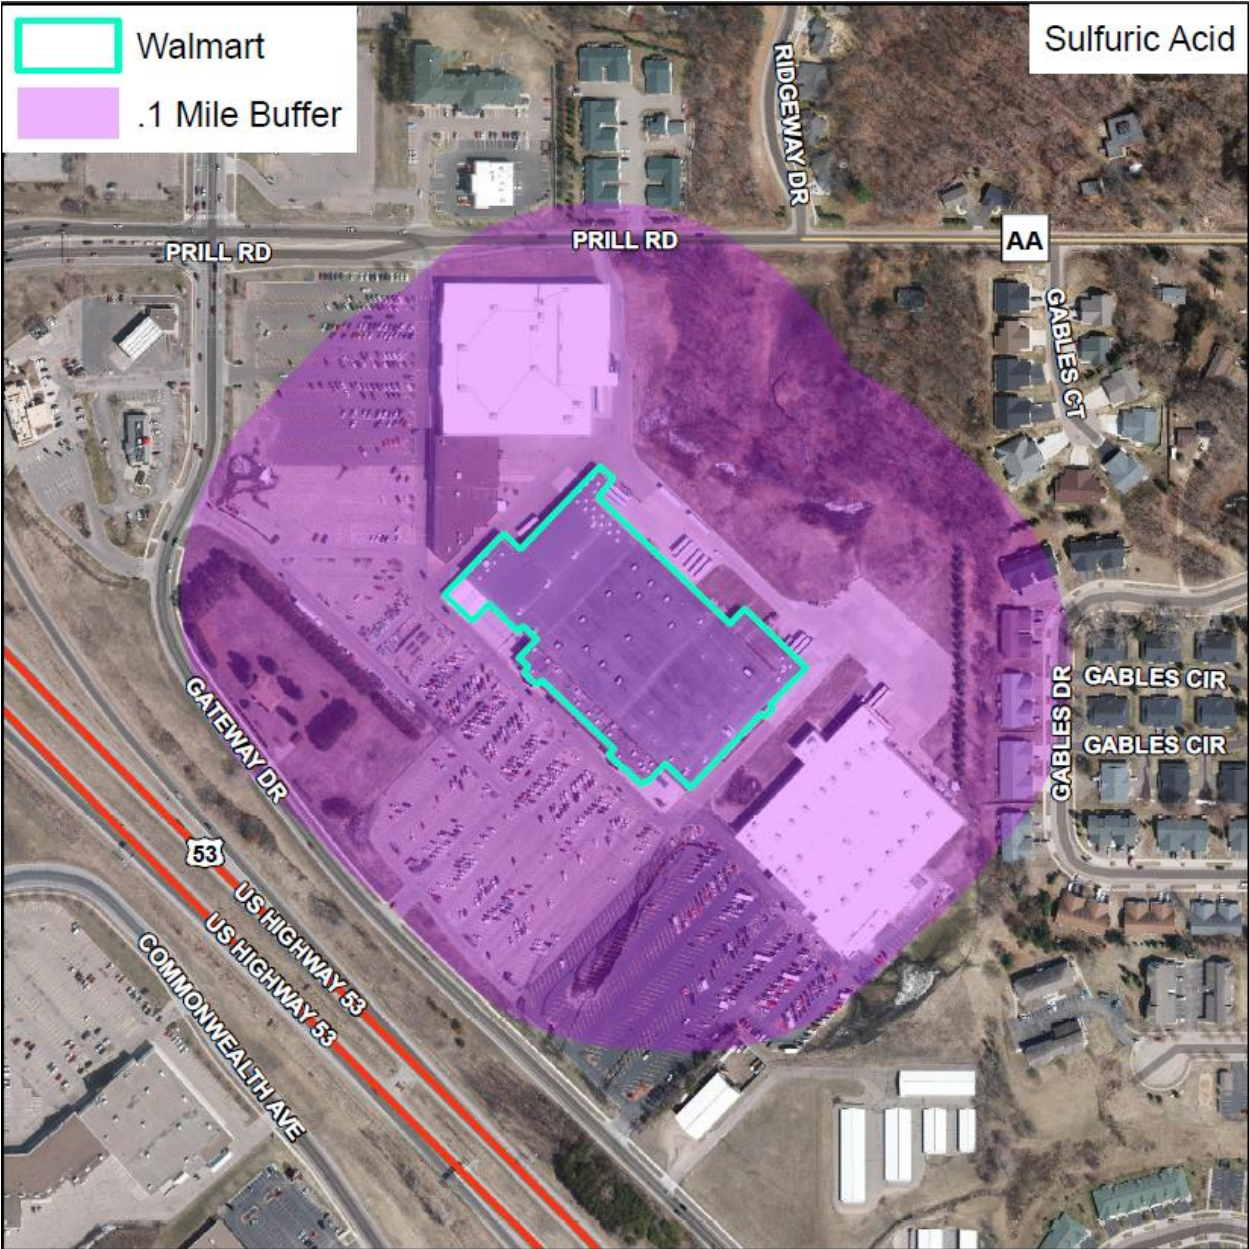 Walmart
.1 Mile Buffer
Sulfuric Acid
RIDGEWAY DR
PRILL RD
PRILL RD
AA
GABLES CT
GABLES CIR
GABLES DR
GABLES CIR
GATEWAY DR
53
US HIGHWAY 53
US HIGHWAY 53
COMMONWEALTH AVE